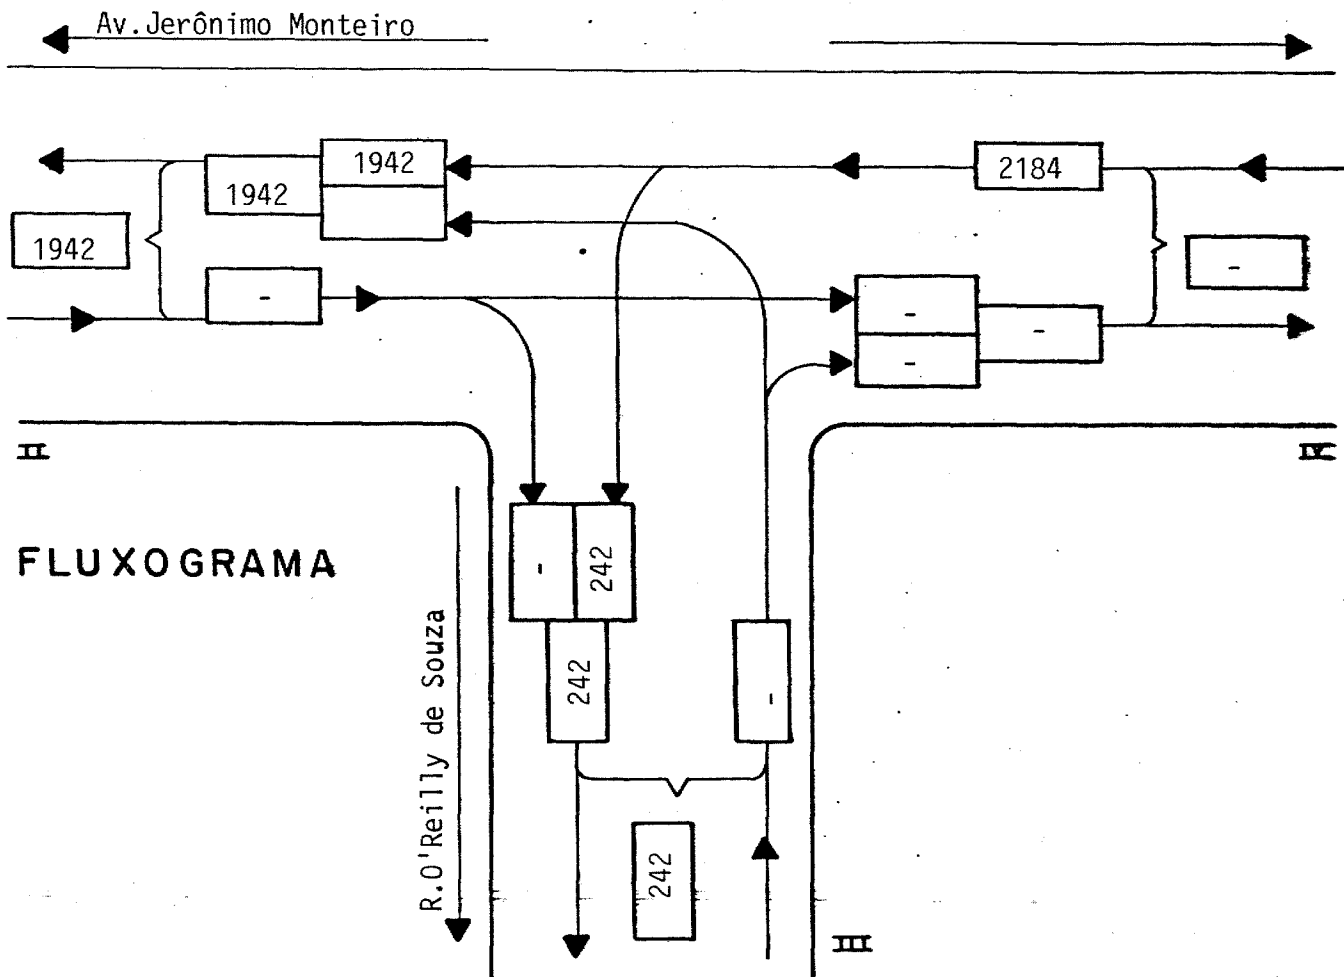 Av.Jerônimo Monteiro
1942
2184
1942
1942
-
-
-
-
-
II
IV
FLUXOGRAMA
-
242
R.O'Reilly de Souza
242
-
242
III